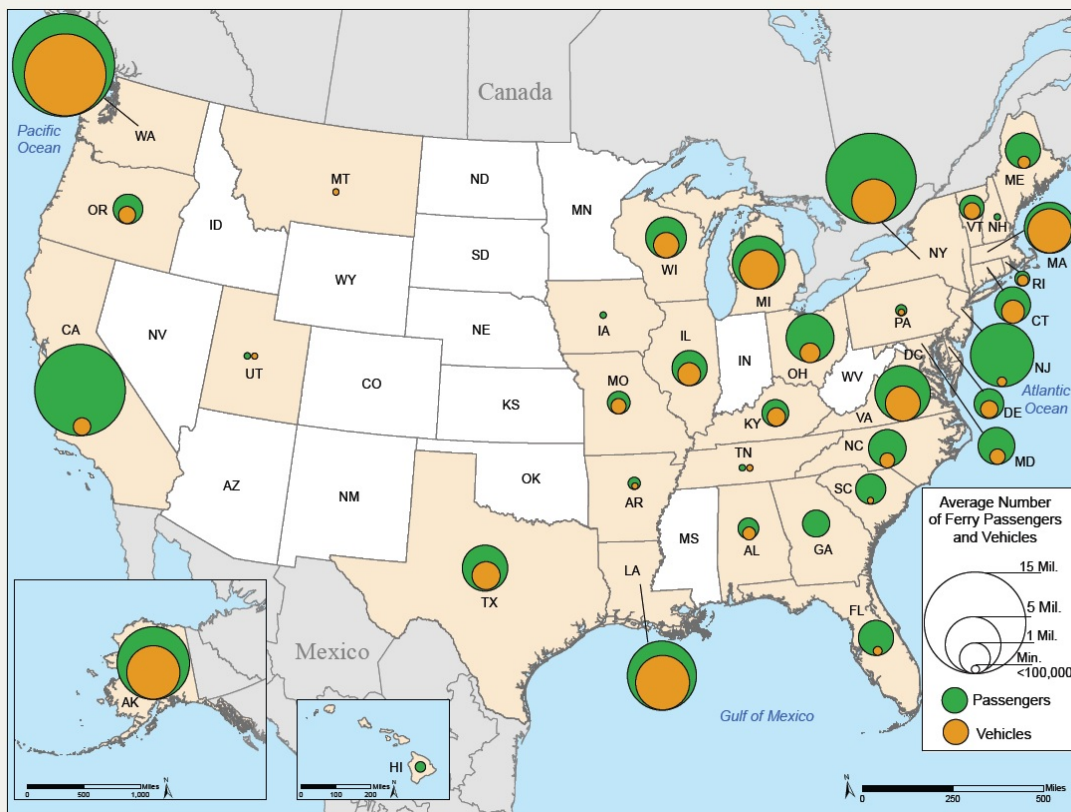 Canada
Pacific
Ocean
WA
MT
ND
MN
ME
VT
NH
OR
ID
SD
WI
MI
NY
MA
WY
RI
IA
PA
CT
CA
NV
UT
NE
IL
IN
OH
NJ
CO
DC
Atlantic
Ocean
KS
MO
WV
VA
DE
KY
NC
MD
TN
AZ
NM
OK
AR
SC
MS
AL
GA
LA
TX
FL
Mexico
Gulf of Mexico
AK
HI
Average Number
of Ferry Passengers
and Vehicles
15 Mil.
5 Mil.
1 Mil.
Min.
<100,000
Passengers
Vehicles
N
0 500 1,000 Miles
N
0 100 200 Miles
N
0 250 500
Miles